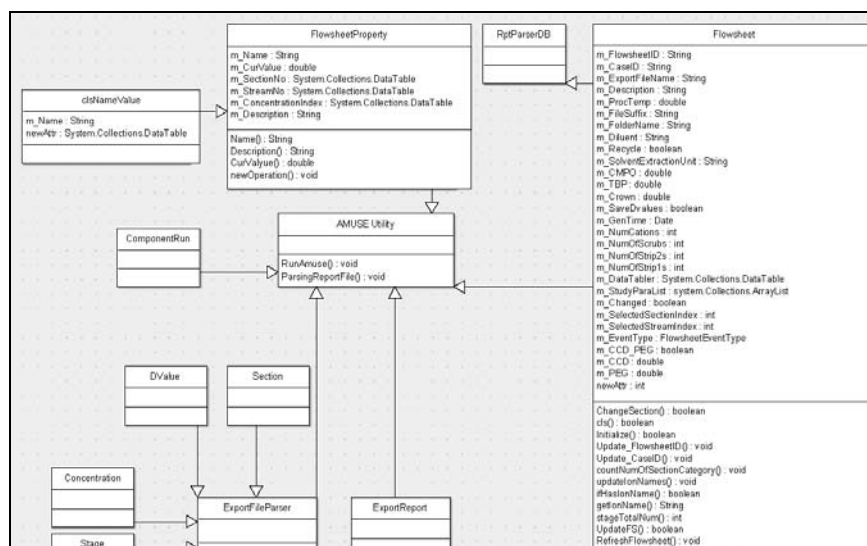 FlowsheetProperty
m_Name : String
m_CurValue : double
m_SectionNo : System.Collections.DataTable
m_StreamNo : System.Collections.DataTable
m_ConcentrationIndex : System.Collections.DataTable
m_Description : String
Name() : String
Description() : String
CurValyue() : double
newOperation() : void
RptParserDB
Flowsheet
m_FlowsheetID : String
m_CaseID : String
m_ExportFileName : String
m_Description : String
m_ProcTemp : double
m_FileSuffix : String
m_FolderName : String
m_Diluent : String
m_Recycle : boolean
m_SolventExtractionUnit : String
m_CMPO : double
m_TBP : double
m_Crown : double
m_SaveDvalues : boolean
m_GenTime : Date
m_NumCations : int
m_NumOfScrubs : int
m_NumOfStrip2s : int
m_NumOfStrip1s : int
m_DataTabler : System.Collections.DataTable
m_StudyParaList : system.Collections.ArrayList
m_Changed : boolean
m_SelectedSectionIndex : int
m_SelectedStreamIndex : int
m_EventType : FlowsheetEventType
m_CCD_PEG : boolean
m_CCD : double
m_PEG : double
newAttr : int
ChangeSection() : boolean
cls() : boolean
Initialize() : boolean
Update_FlowsheetID() : void
Update_CaseID() : void
countNumOfSectionCategory() : void
updateIonNames() : void
ifHasIonName() : boolean
getIonName() : String
stageTotalNum() : int
UpdateFS() : boolean
RefreshFlowsheet() : void
clsNameValue
m_Name : String
newAttr : System.Collections.DataTable
AMUSE Utility
RunAmuse() : void
ParsingReportFile() : void
ComponentRun
DValue
Section
Concentration
ExportFileParser
ExportReport
Stage